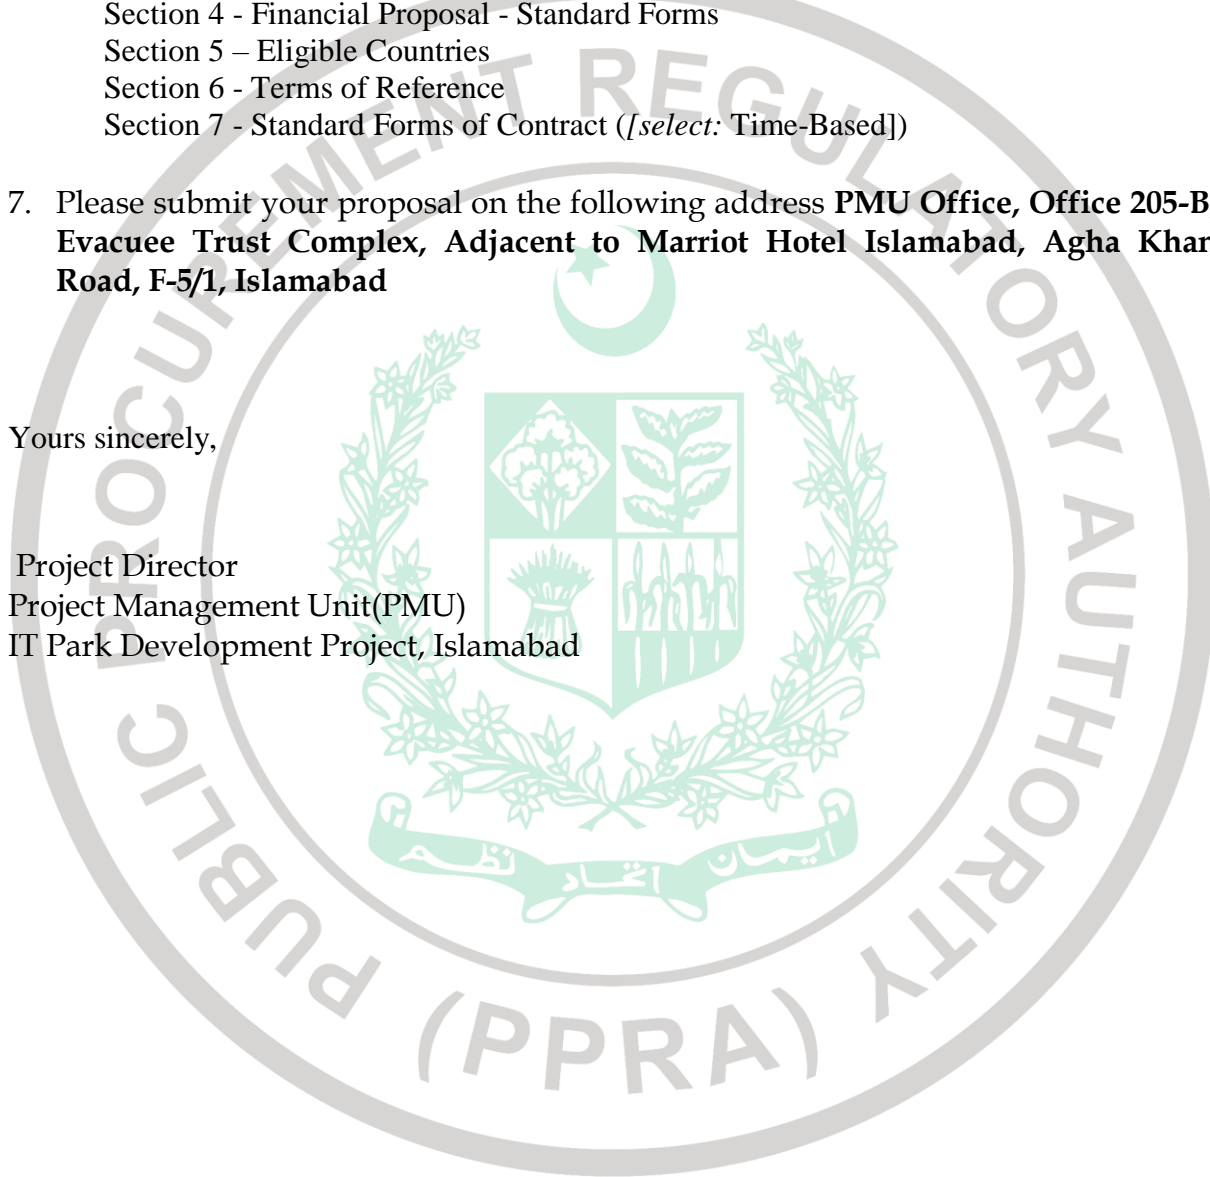 Section 4 - Financial Proposal - Standard Forms
Section 5 – Eligible Countries
Section 6 - Terms of Reference
Section 7 - Standard Forms of Contract ([select: Time-Based])
7. Please submit your proposal on the following address PMU Office, Office 205-B
Evacuee Trust Complex, Adjacent to Marriot Hotel Islamabad, Agha Khan
Road, F-5/1, Islamabad
Yours sincerely,
Project Director
Project Management Unit(PMU)
IT Park Development Project, Islamabad
PUBLIC PROCUREMENT REGULATORY AUTHORITY
(PPRA)
ایمان اتحاد نظم